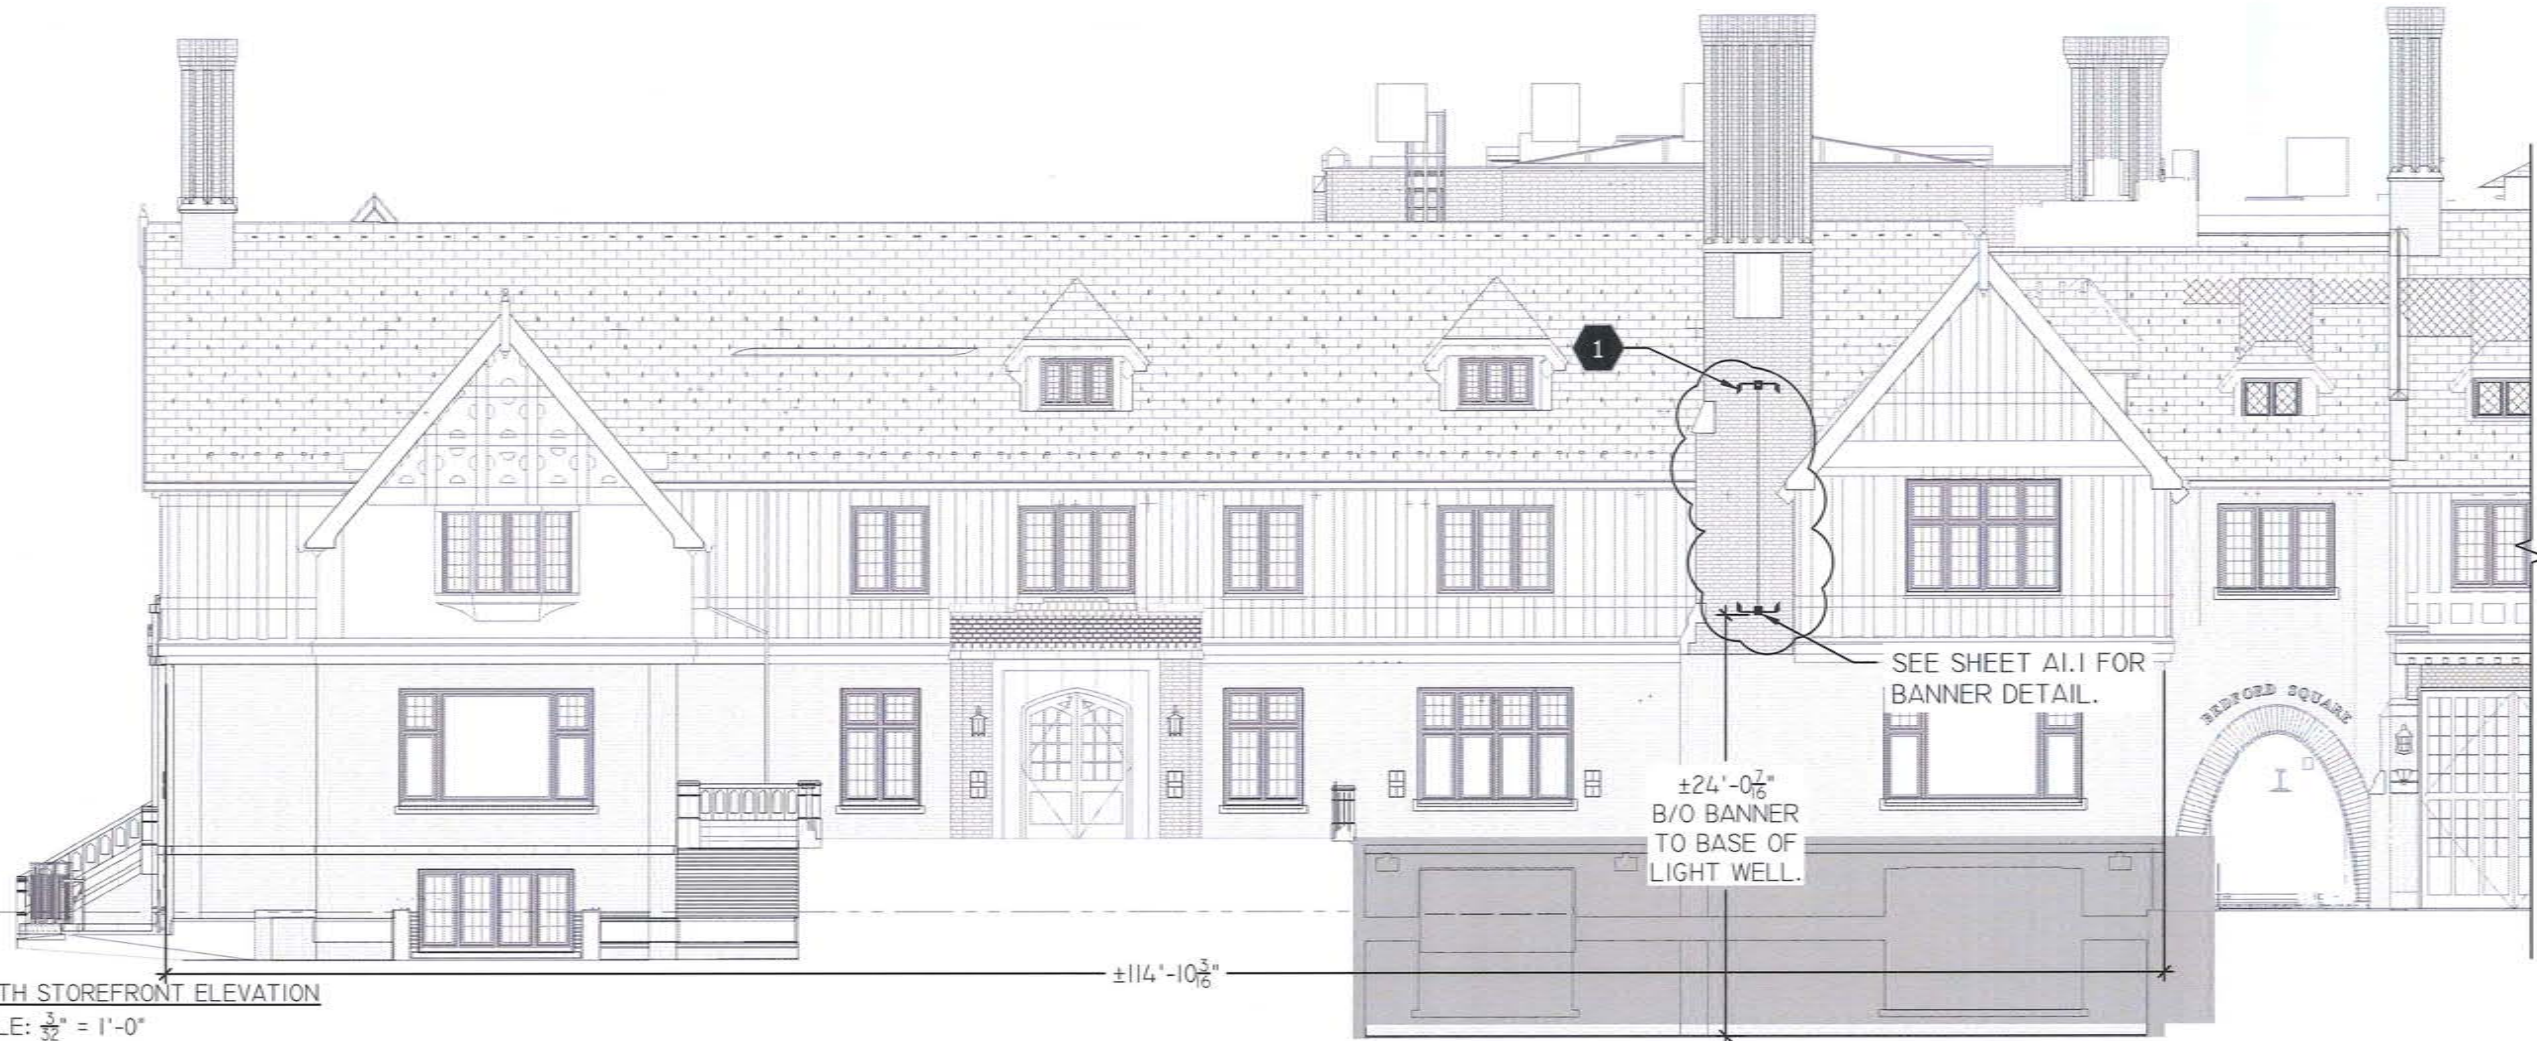 1
SEE SHEET A1.1 FOR
BANNER DETAIL.
BEDFORD SQUARE
±24'-0 7/16"
B/O BANNER
TO BASE OF
LIGHT WELL.
±114'-10 3/16"
TH STOREFRONT ELEVATION
LE: 3/32" = 1'-0"